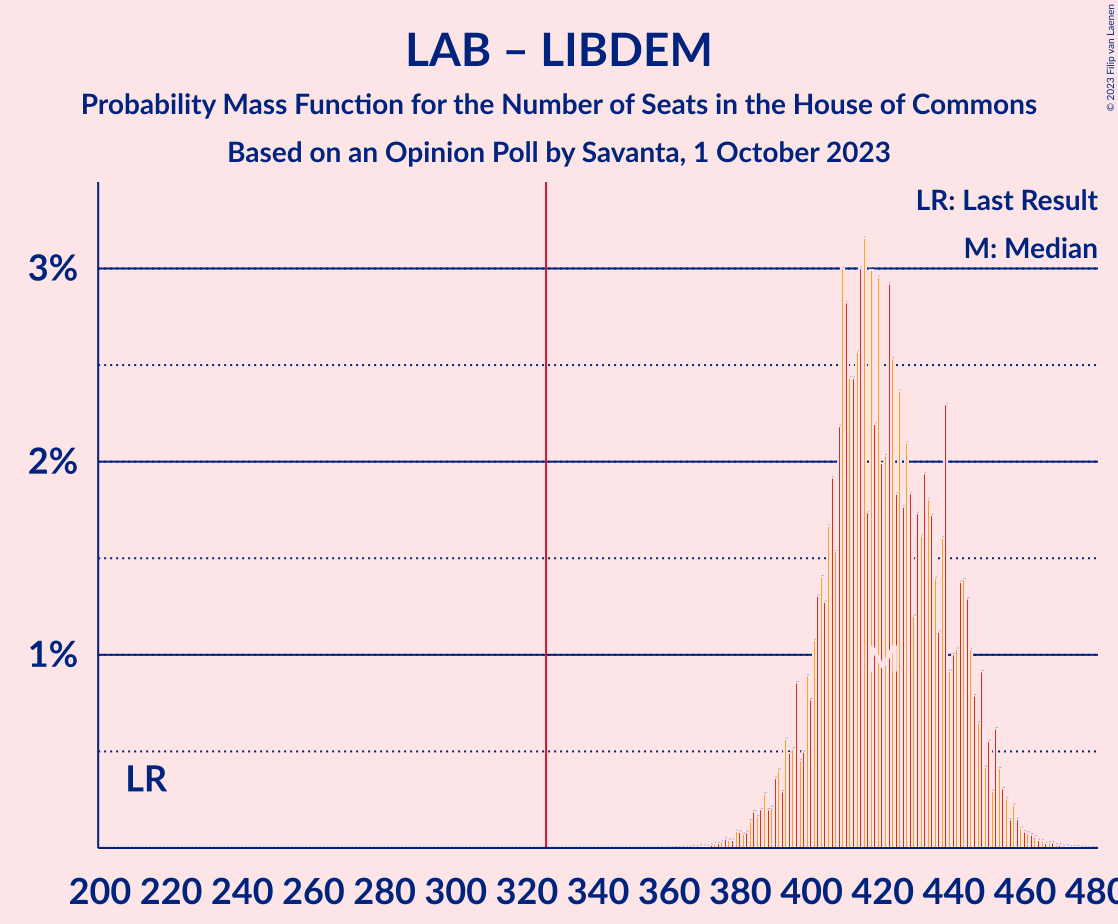 LAB – LIBDEM
Probability Mass Function for the Number of Seats in the House of Commons
Based on an Opinion Poll by Savanta, 1 October 2023
© 2023 Filip van Laenen
LR: Last Result
M: Median
3%
2%
1%
LR
M
200 220 240 260 280 300 320 340 360 380 400 420 440 460 480